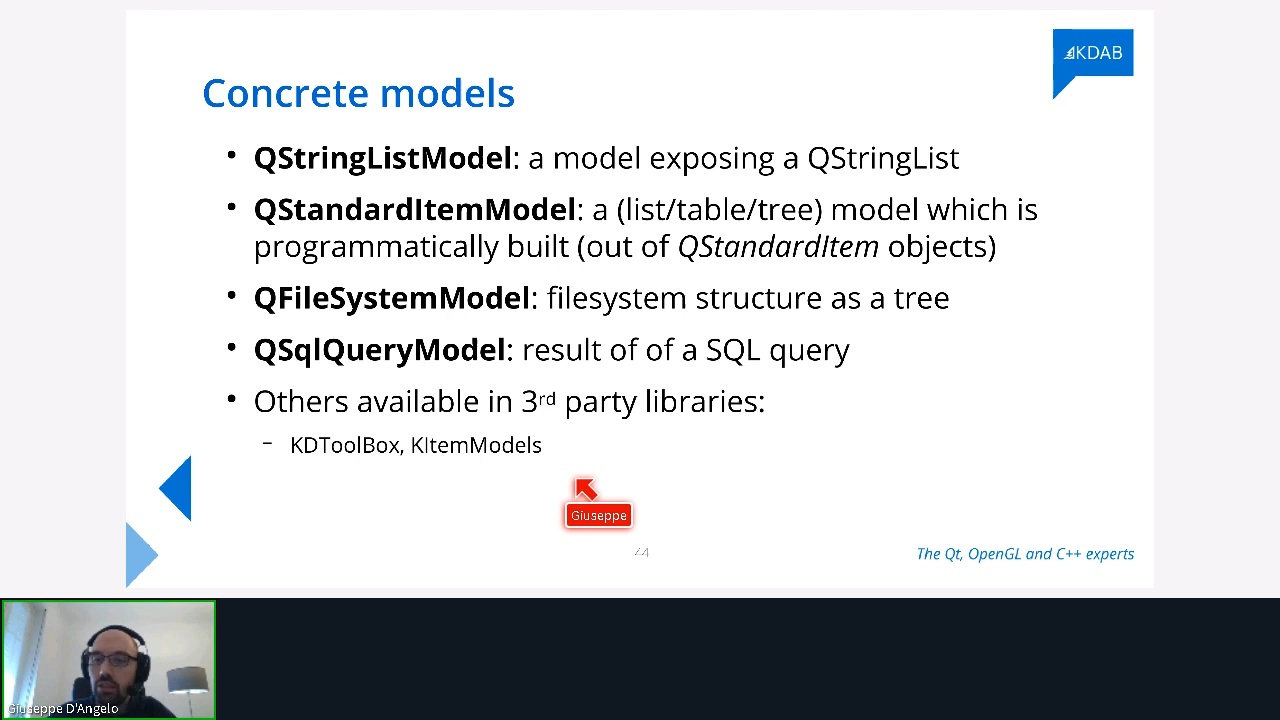 KDAB
Concrete models
• QStringListModel: a model exposing a QStringList
• QStandardItemModel: a (list/table/tree) model which is
programmatically built (out of QStandardItem objects)
• QFileSystemModel: filesystem structure as a tree
• QSqlQueryModel: result of of a SQL query
• Others available in 3rd party libraries:
– KDToolBox, KItemModels
Giuseppe
44
The Qt, OpenGL and C++ experts
Giuseppe D'Angelo